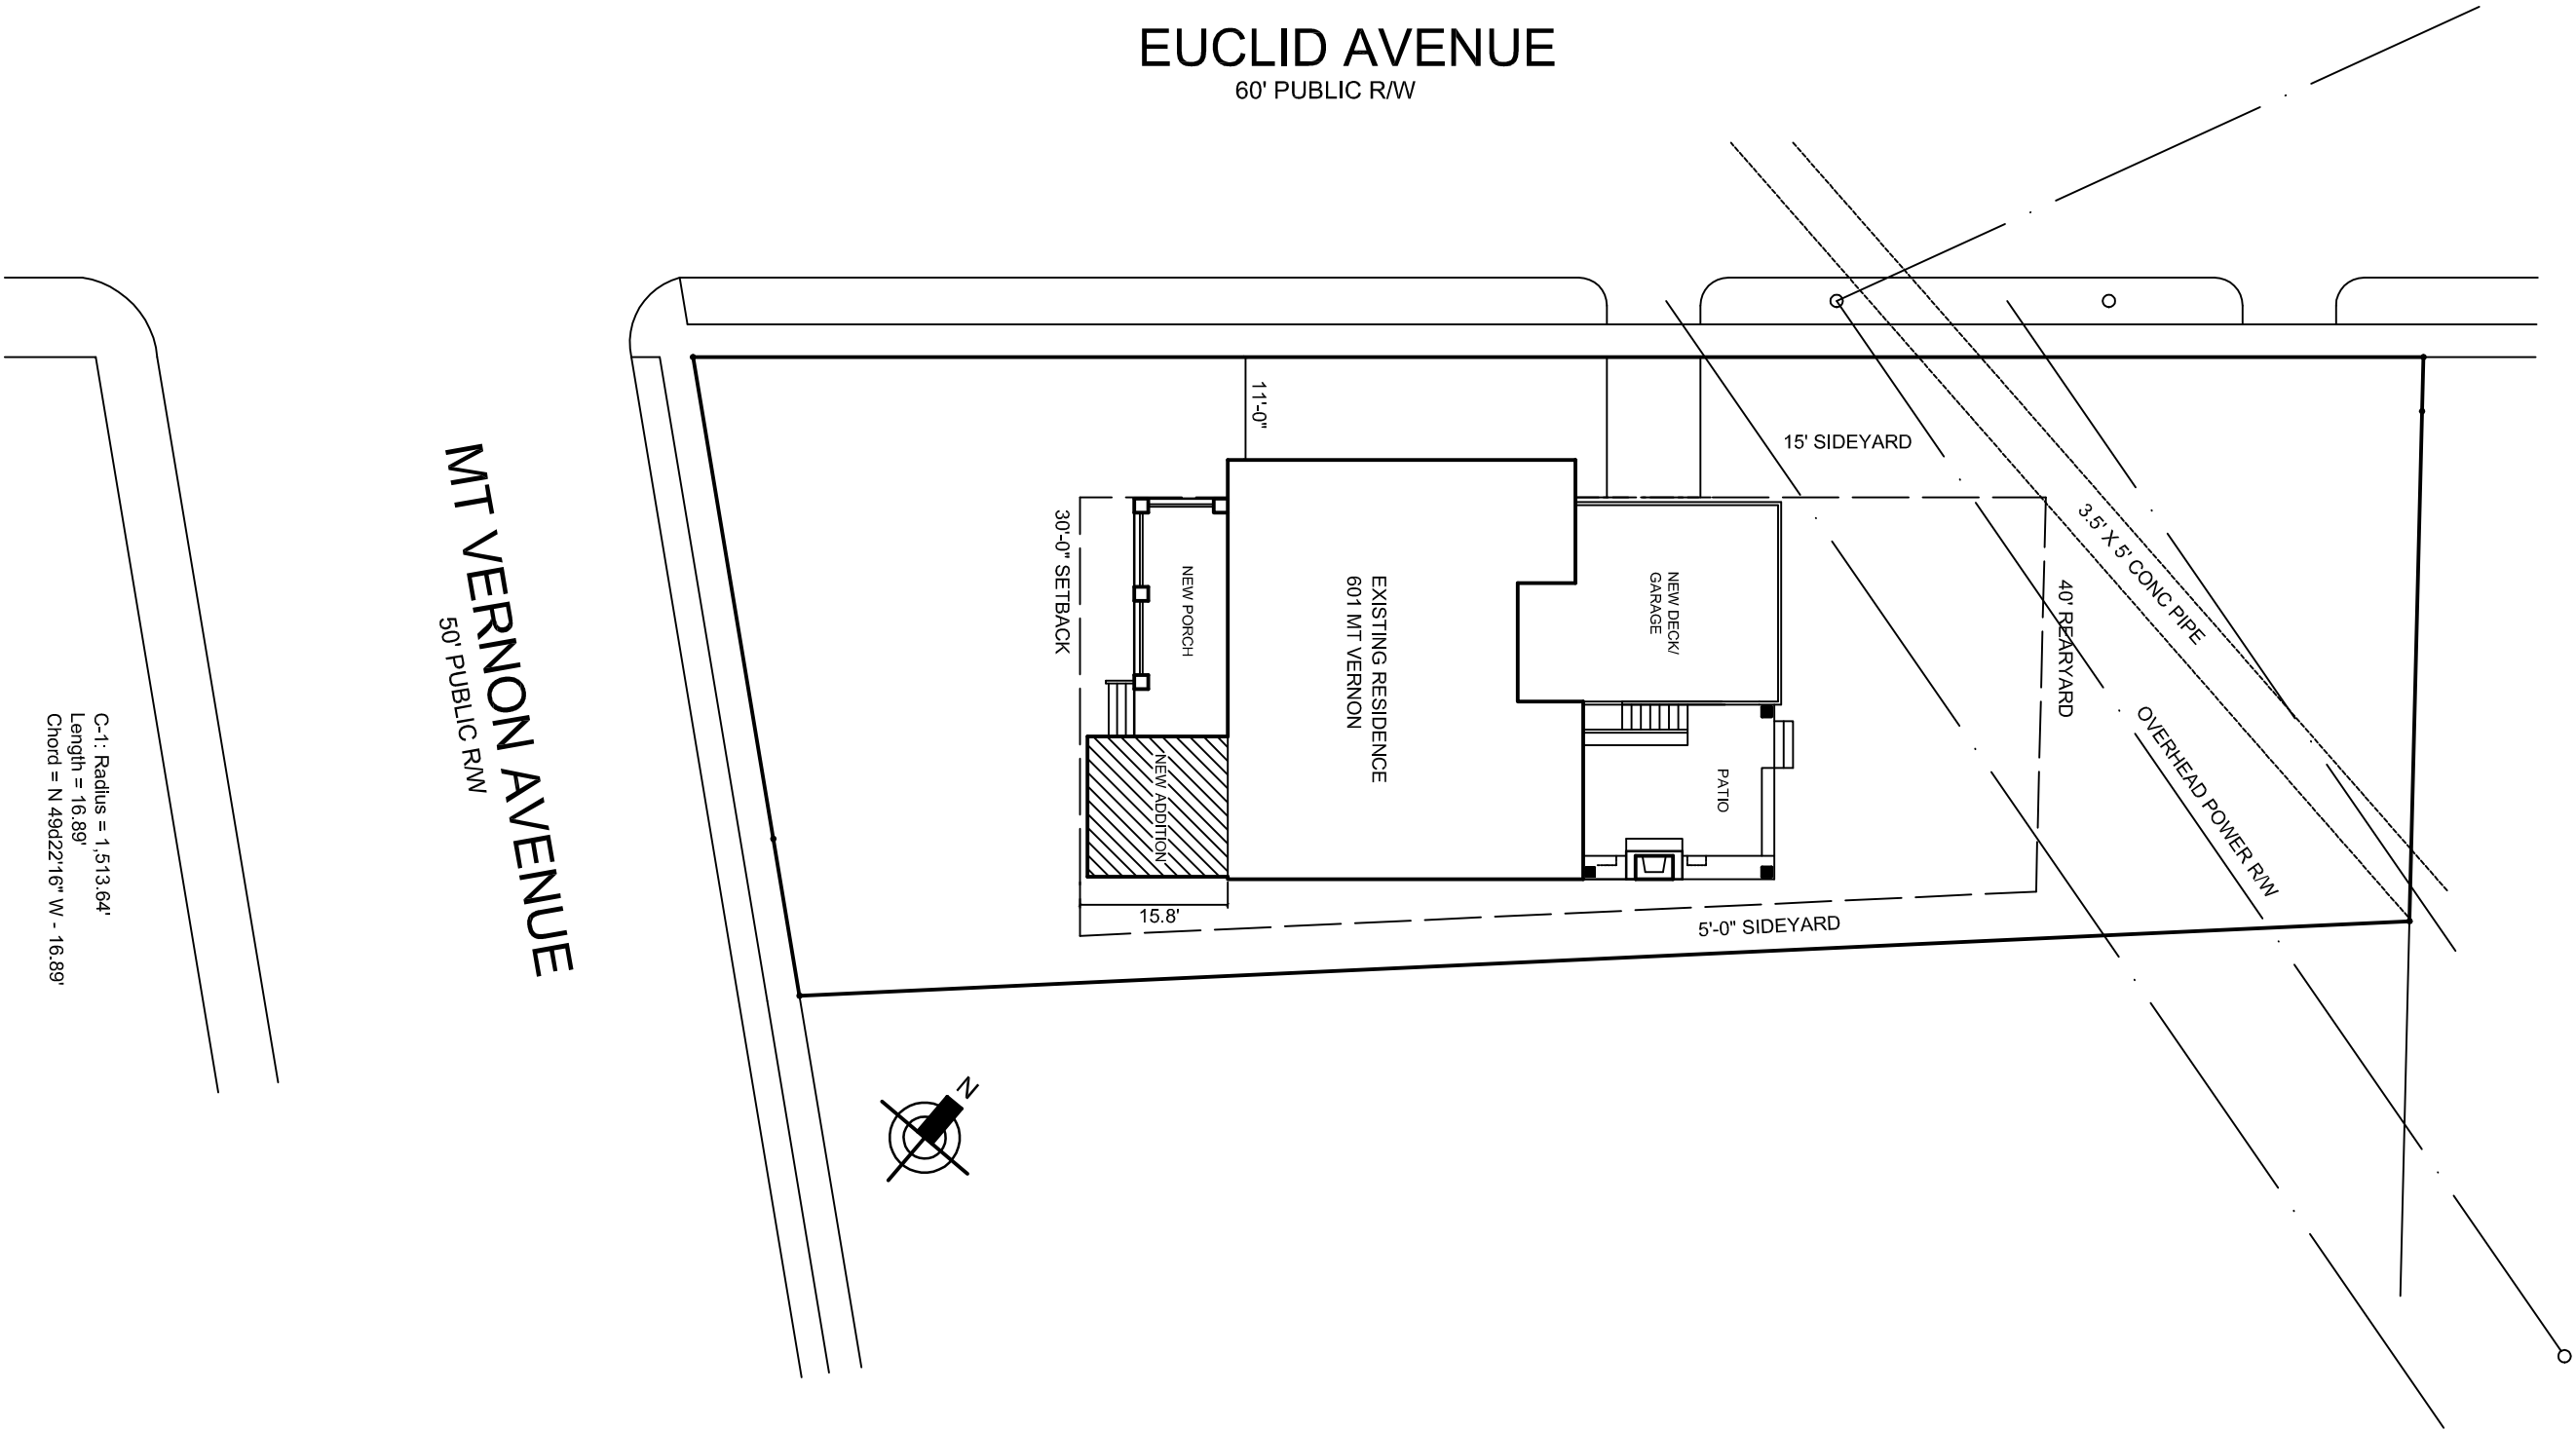 EUCLID AVENUE
60' PUBLIC R/W
11'-0"
15' SIDEYARD
MT VERNON AVENUE
50' PUBLIC R/W
30'-0" SETBACK
NEW PORCH
EXISTING RESIDENCE
601 MT VERNON
NEW DECK/
GARAGE
3.5' X 5' CONC PIPE
40' REARYARD
OVERHEAD POWER R/W
NEW ADDITION
PATIO
15.8'
5'-0" SIDEYARD
C-1: Radius = 1,513.64'
Length = 16.89'
Chord = N 49d22'16" W - 16.89'
N